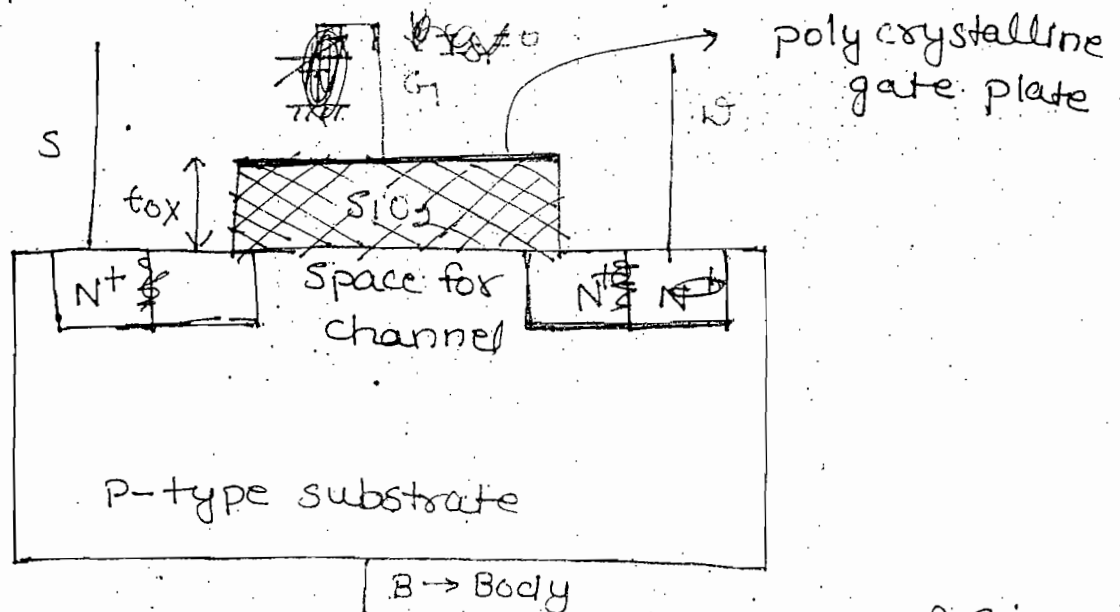 poly crystalline
gate plate
S
G
D
tox
SiO2
N+
Space for
channel
N+
N+
P-type substrate
B → Body